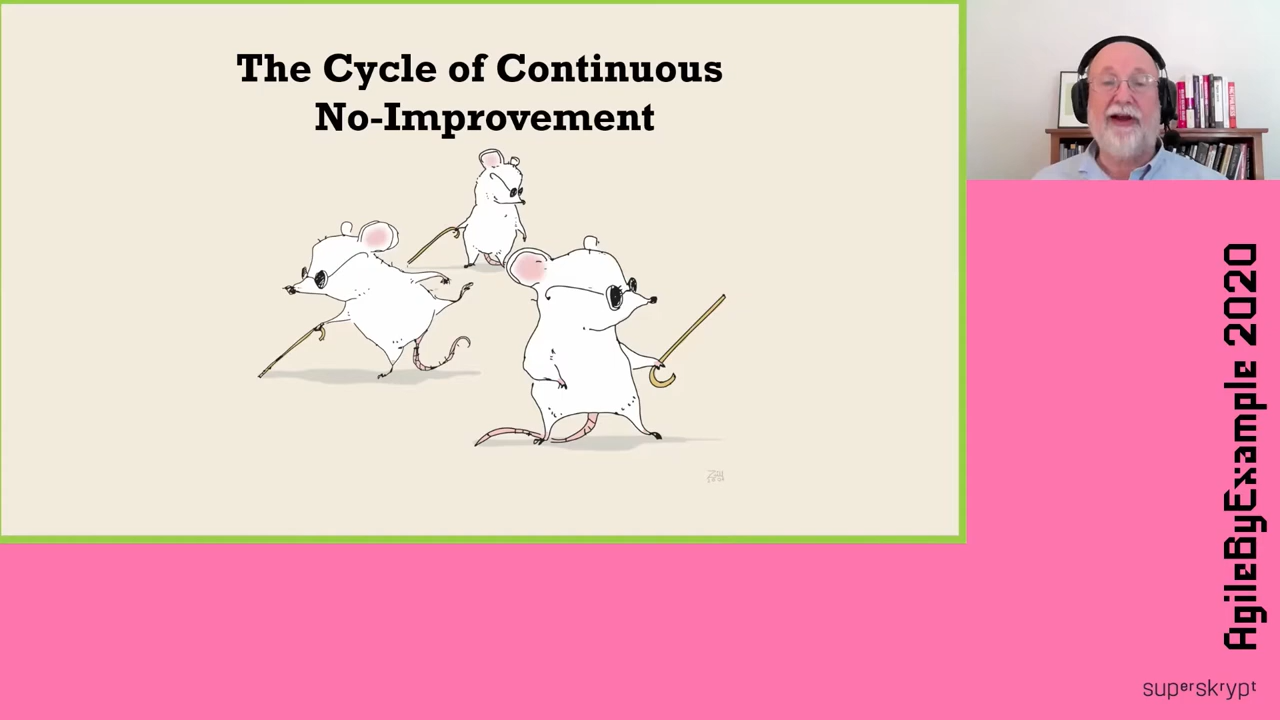 The Cycle of Continuous
No-Improvement
AgileByExample 2020
superskrypt